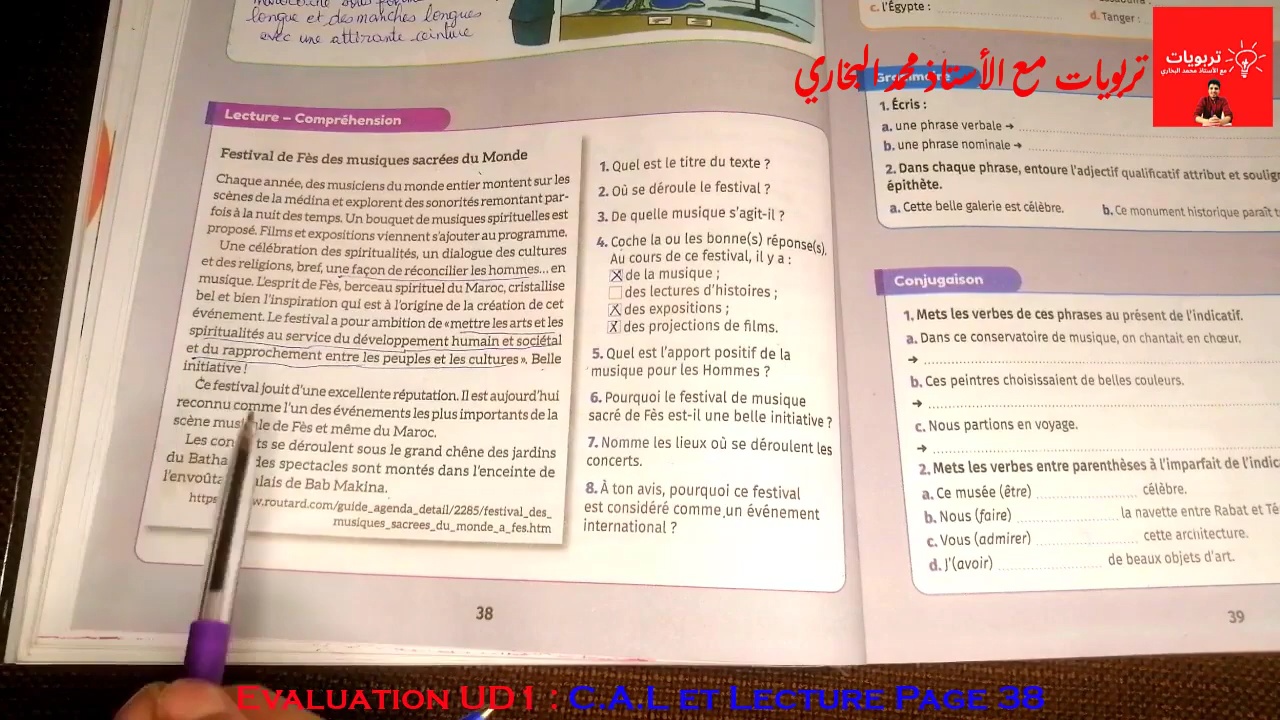 longue et des manches longues
avec une attirante ceinture
Lecture – Compréhension
Festival de Fès des musiques sacrées du Monde
Chaque année, des musiciens du monde entier montent sur les
scènes de la médina et explorent des sonorités remontant par-
fois à la nuit des temps. Un bouquet de musiques spirituelles est
proposé. Films et expositions viennent s'ajouter au programme.
Une célébration des spiritualités, un dialogue des cultures
et des religions, bref, une façon de réconcilier les hommes... en
musique. L'esprit de Fès, berceau spirituel du Maroc, cristallise
bel et bien l'inspiration qui est à l'origine de la création de cet
événement. Le festival a pour ambition de «mettre les arts et les
spiritualités au service du développement humain et sociétal
et du rapprochement entre les peuples et les cultures». Belle
initiative !
Ce festival jouit d'une excellente réputation. Il est aujourd'hui
reconnu comme l'un des événements les plus importants de la
scène de Fès et même du Maroc.
Les se déroulent sous le grand chêne des jardins
du Batha des spectacles sont montés dans l'enceinte de
Bab Makina.
.routard.com/guide_agenda_detail/2285/festival_des_
musiques_sacrees_du_monde_a_fes.htm
1. Quel est le titre du texte ?
2. Où se déroule le festival ?
3. De quelle musique s'agit-il ?
4. Coche la ou les bonne(s) réponse(s).
Au cours de ce festival, il y a :
X de la musique ;
des lectures d'histoires ;
X des expositions ;
X des projections de films.
5. Quel est l'apport positif de la
musique pour les Hommes ?
6. Pourquoi le festival de musique
sacré de Fès est-il une belle initiative ?
7. Nomme les lieux où se déroulent les
concerts.
8. À ton avis, pourquoi ce festival
est considéré comme un événement
international ?
38
c. l'Égypte :
d. Tanger :
Grammaire
1. Écris :
a. une phrase verbale →
b. une phrase nominale →
2. Dans chaque phrase, entoure l'adjectif qualificatif attribut et souligne
épithète.
a. Cette belle galerie est célèbre. b. Ce monument historique paraît
Conjugaison
1. Mets les verbes de ces phrases au présent de l'indicatif.
a. Dans ce conservatoire de musique, on chantait en chœur.
→
b. Ces peintres choisissaient de belles couleurs.
→
c. Nous partions en voyage.
→
2. Mets les verbes entre parenthèses à l'imparfait de l'indic
a. Ce musée (être) célèbre.
b. Nous (faire) la navette entre Rabat et Té
c. Vous (admirer) cette architecture.
d. J'(avoir) de beaux objets d'art.
39
تربويات مع الأستاذ محمد البخاري
تربويات
مع الأستاذ محمد البخاري
Evaluation UD1 : C.A.L et Lecture Page 38